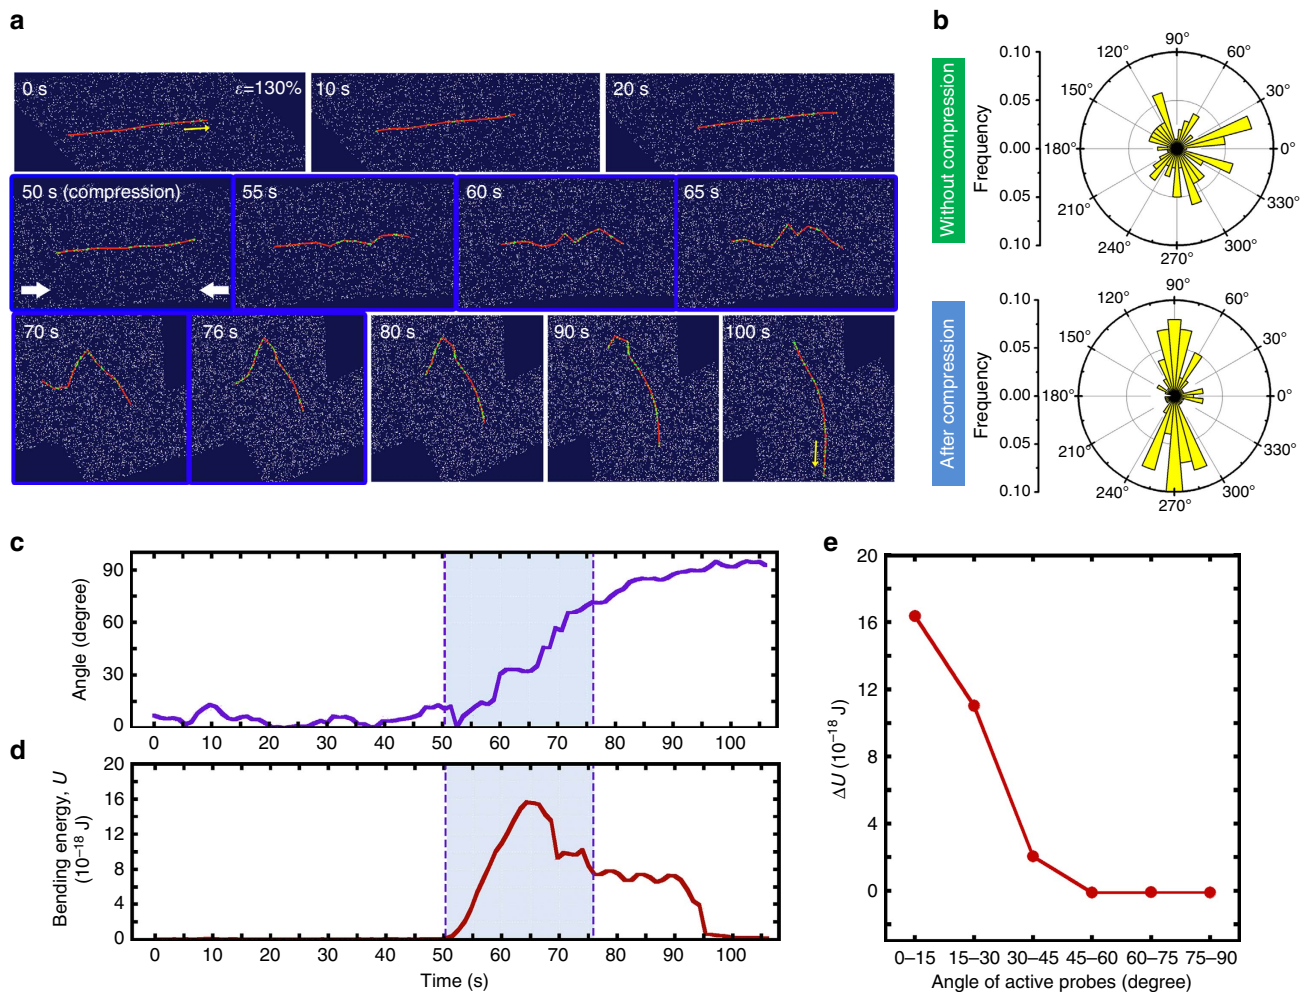 a
0 s
ε=130%
10 s
20 s
50 s (compression)
55 s
60 s
65 s
70 s
76 s
80 s
90 s
100 s
b
Without compression
Frequency
0.10
0.05
0.00
0.05
0.10
90°
60°
30°
0°
330°
300°
270°
240°
210°
180°
150°
120°
After compression
Frequency
0.10
0.05
0.00
0.05
0.10
90°
60°
30°
0°
330°
300°
270°
240°
210°
180°
150°
120°
c
Angle (degree)
90
60
30
0
0 10 20 30 40 50 60 70 80 90 100
d
Bending energy, U
(10⁻¹⁸ J)
20
16
12
8
4
0
0 10 20 30 40 50 60 70 80 90 100
Time (s)
e
ΔU (10⁻¹⁸ J)
20
16
12
8
4
0
0–15 15–30 30–45 45–60 60–75 75–90
Angle of active probes (degree)